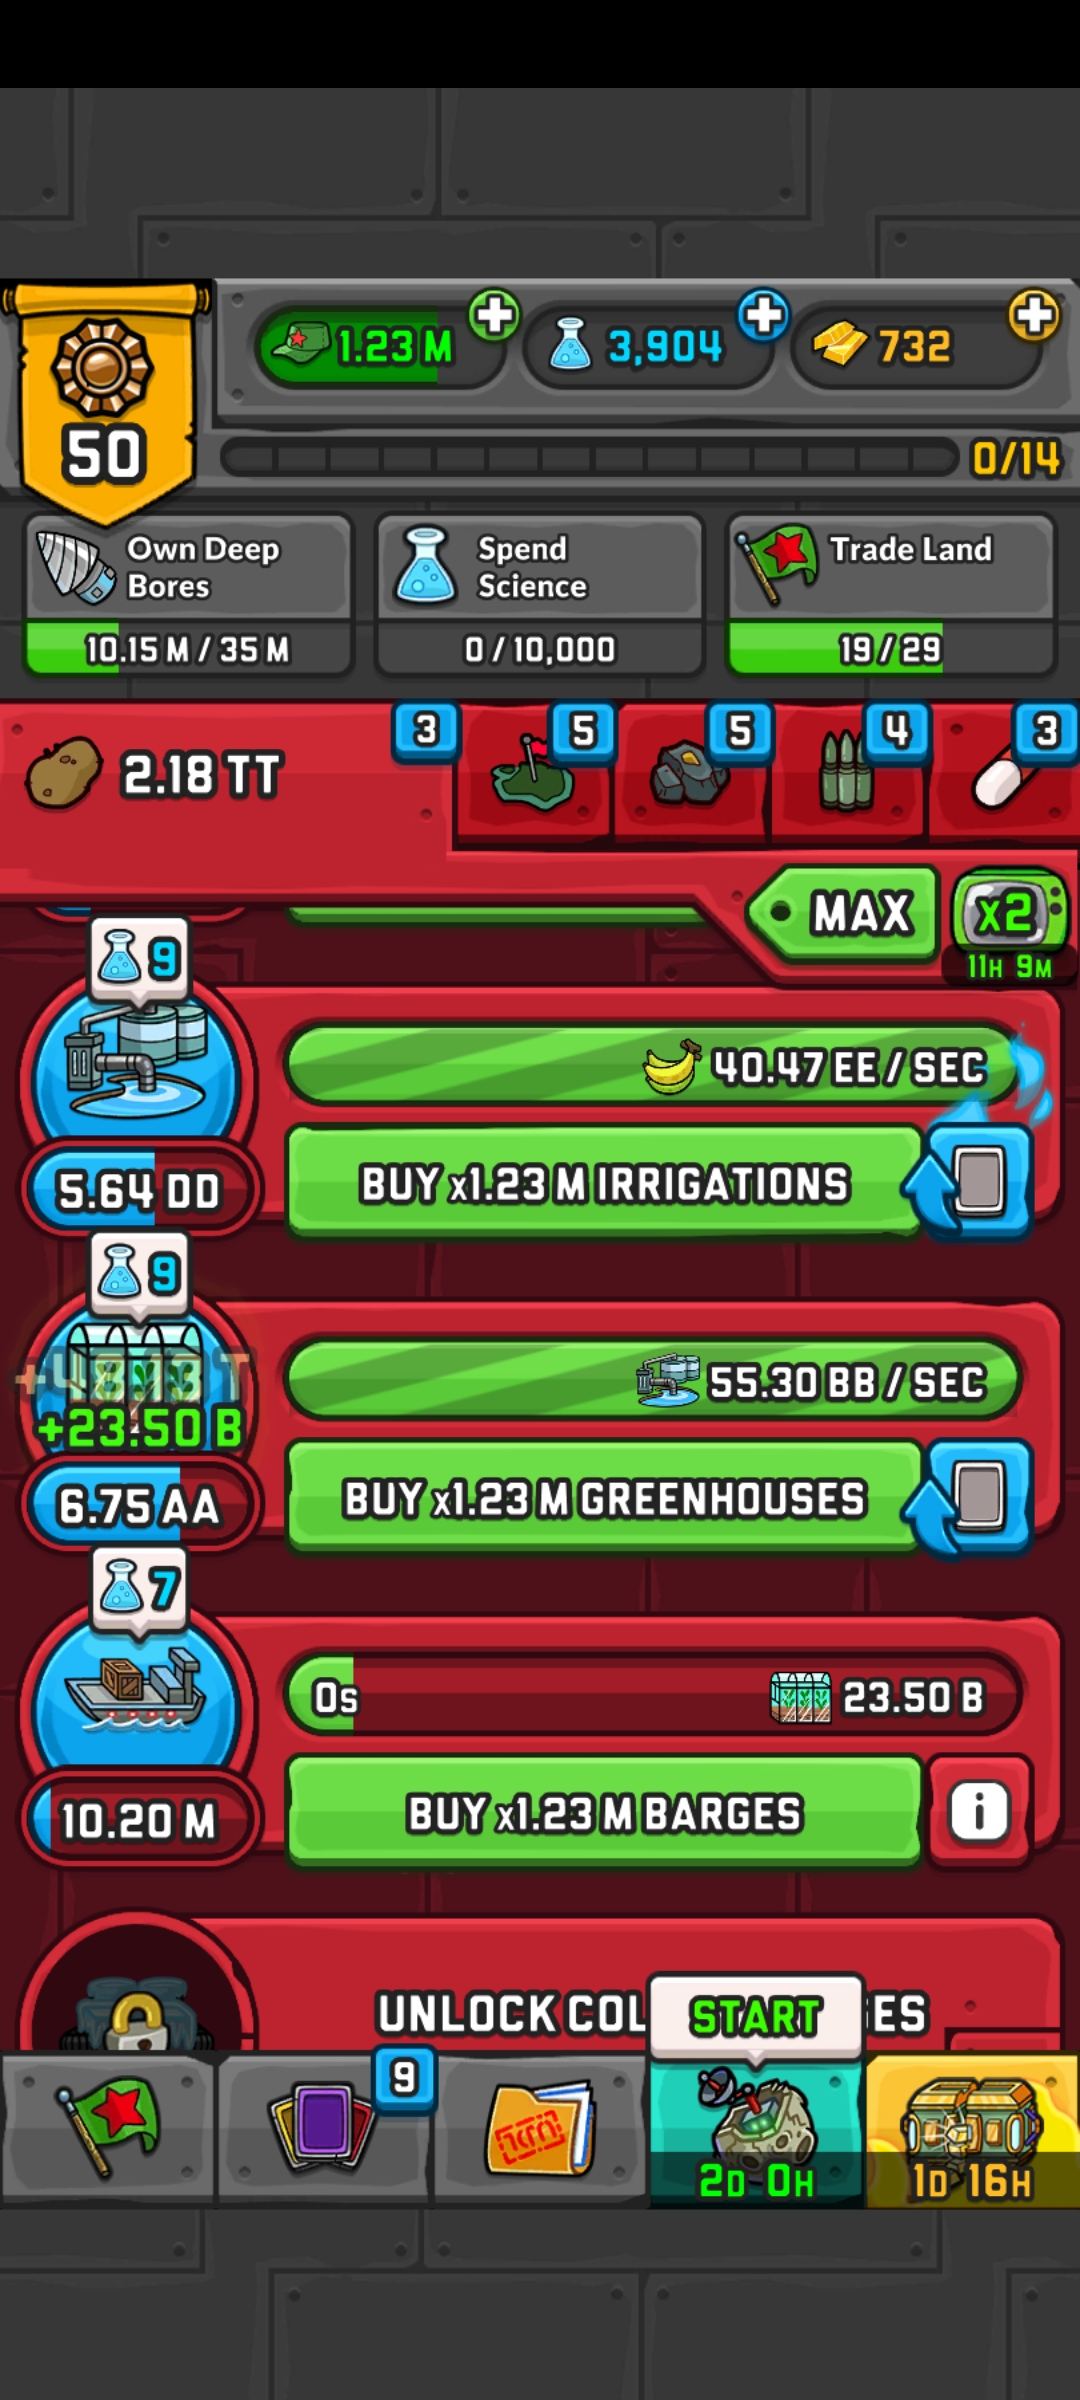 1.23 M
3,904
732
50
0/14
Own Deep
Bores
10.15 M / 35 M
Spend
Science
0 / 10,000
Trade Land
19 / 29
2.18 TT
3
5
5
4
3
MAX
x2
11H 9M
9
40.47 EE / SEC
5.64 DD
BUY x1.23 M IRRIGATIONS
9
55.30 BB / SEC
+23.50 B
6.75 AA
BUY x1.23 M GREENHOUSES
7
0s
23.50 B
10.20 M
BUY x1.23 M BARGES
i
UNLOCK COL
START
9
2D 0H
1D 16H